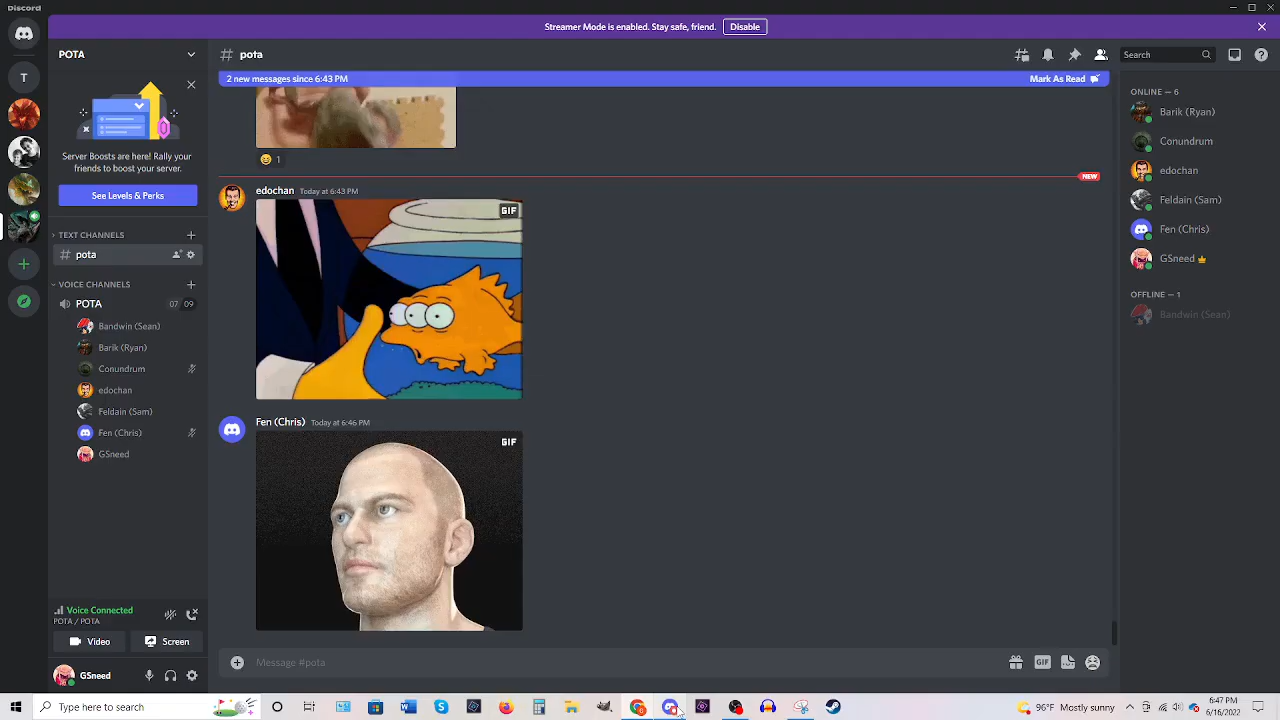 Discord
Streamer Mode is enabled. Stay safe, friend. Disable
POTA
pota
Search
2 new messages since 6:43 PM
Mark As Read
T
Server Boosts are here! Rally your
friends to boost your server.
See Levels & Perks
1
NEW
edochan Today at 6:43 PM
GIF
TEXT CHANNELS
# pota
VOICE CHANNELS
POTA 07 09
Bandwin (Sean)
Barik (Ryan)
Conundrum
edochan
Feldain (Sam)
Fen (Chris)
GSneed
Fen (Chris) Today at 6:46 PM
GIF
Voice Connected
POTA / POTA
Video
Screen
GSneed
Message #pota
GIF
ONLINE — 6
Barik (Ryan)
Conundrum
edochan
Feldain (Sam)
Fen (Chris)
GSneed
OFFLINE — 1
Bandwin (Sean)
Type here to search
96°F Mostly sunny
6:47 PM
6/1/2022